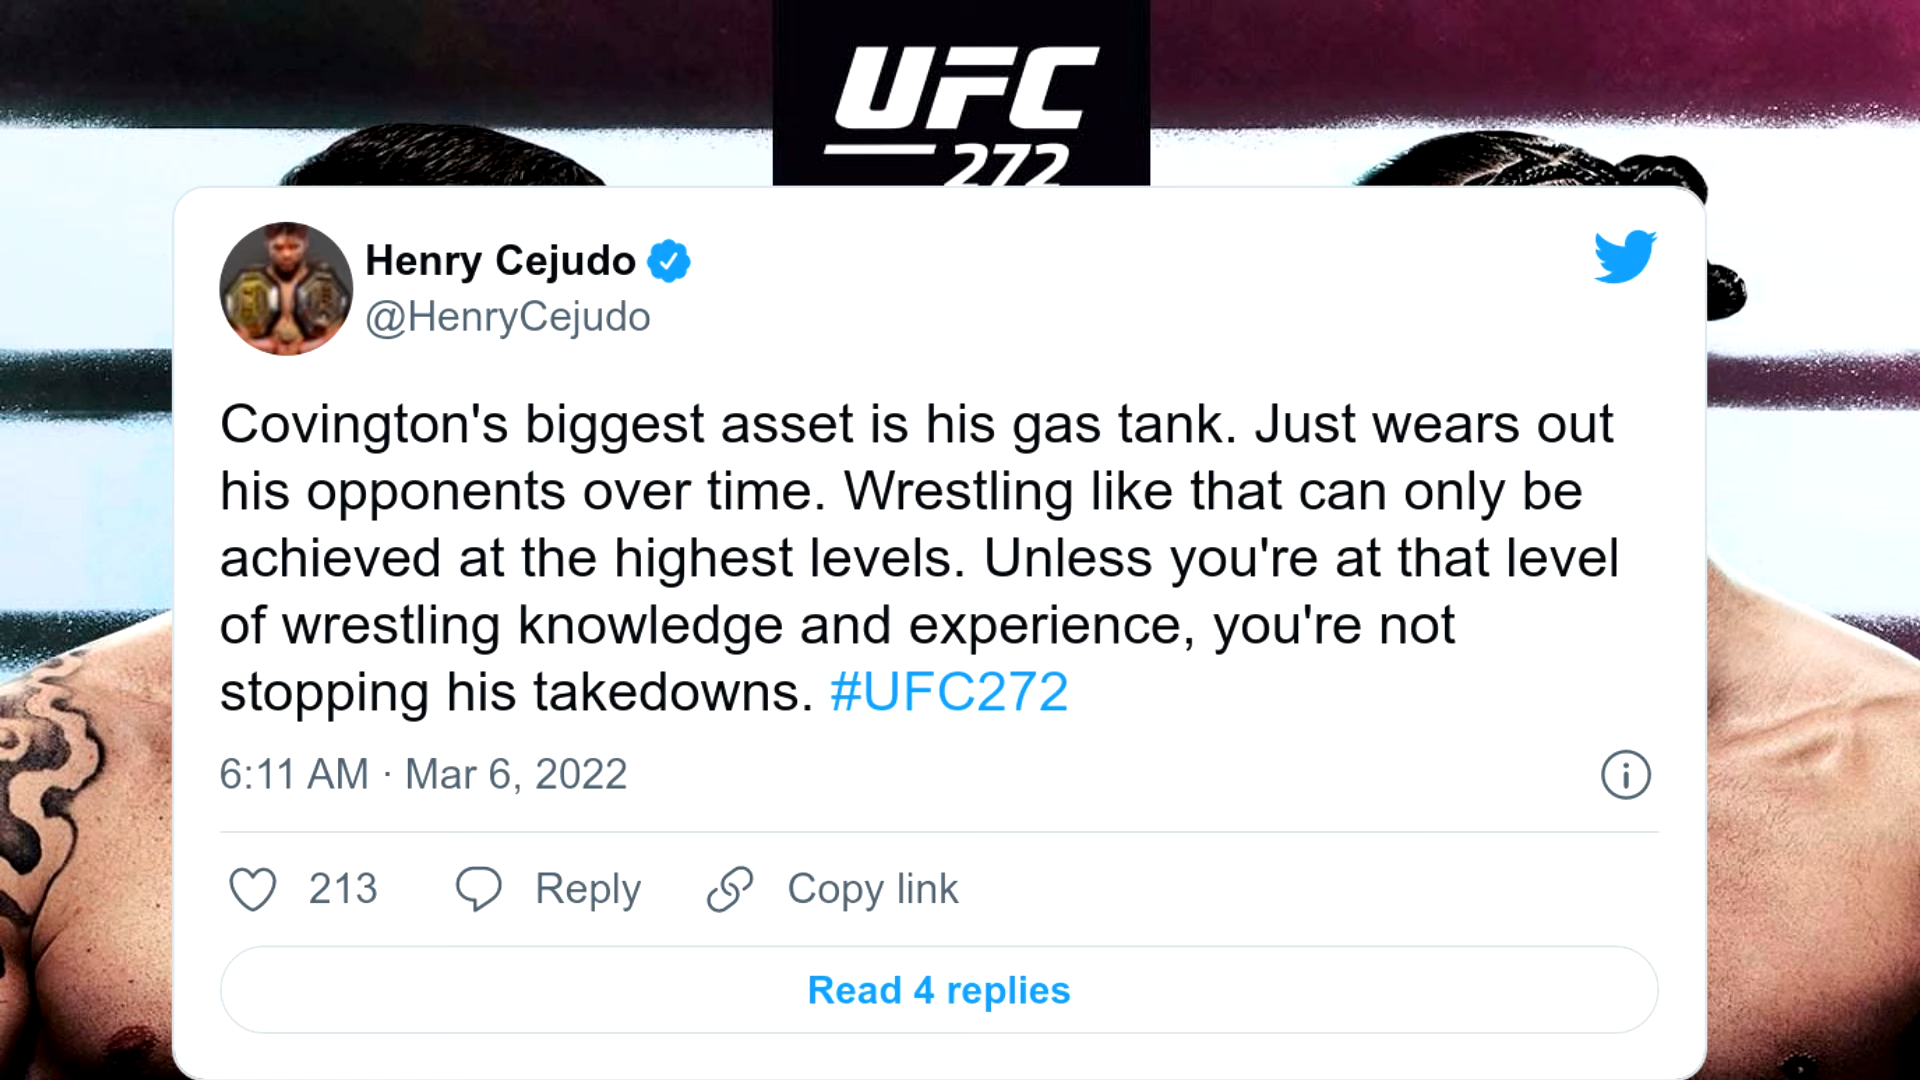 UFC
272
Henry Cejudo
@HenryCejudo
Covington's biggest asset is his gas tank. Just wears out
his opponents over time. Wrestling like that can only be
achieved at the highest levels. Unless you're at that level
of wrestling knowledge and experience, you're not
stopping his takedowns. #UFC272
6:11 AM · Mar 6, 2022
213 Reply Copy link
Read 4 replies